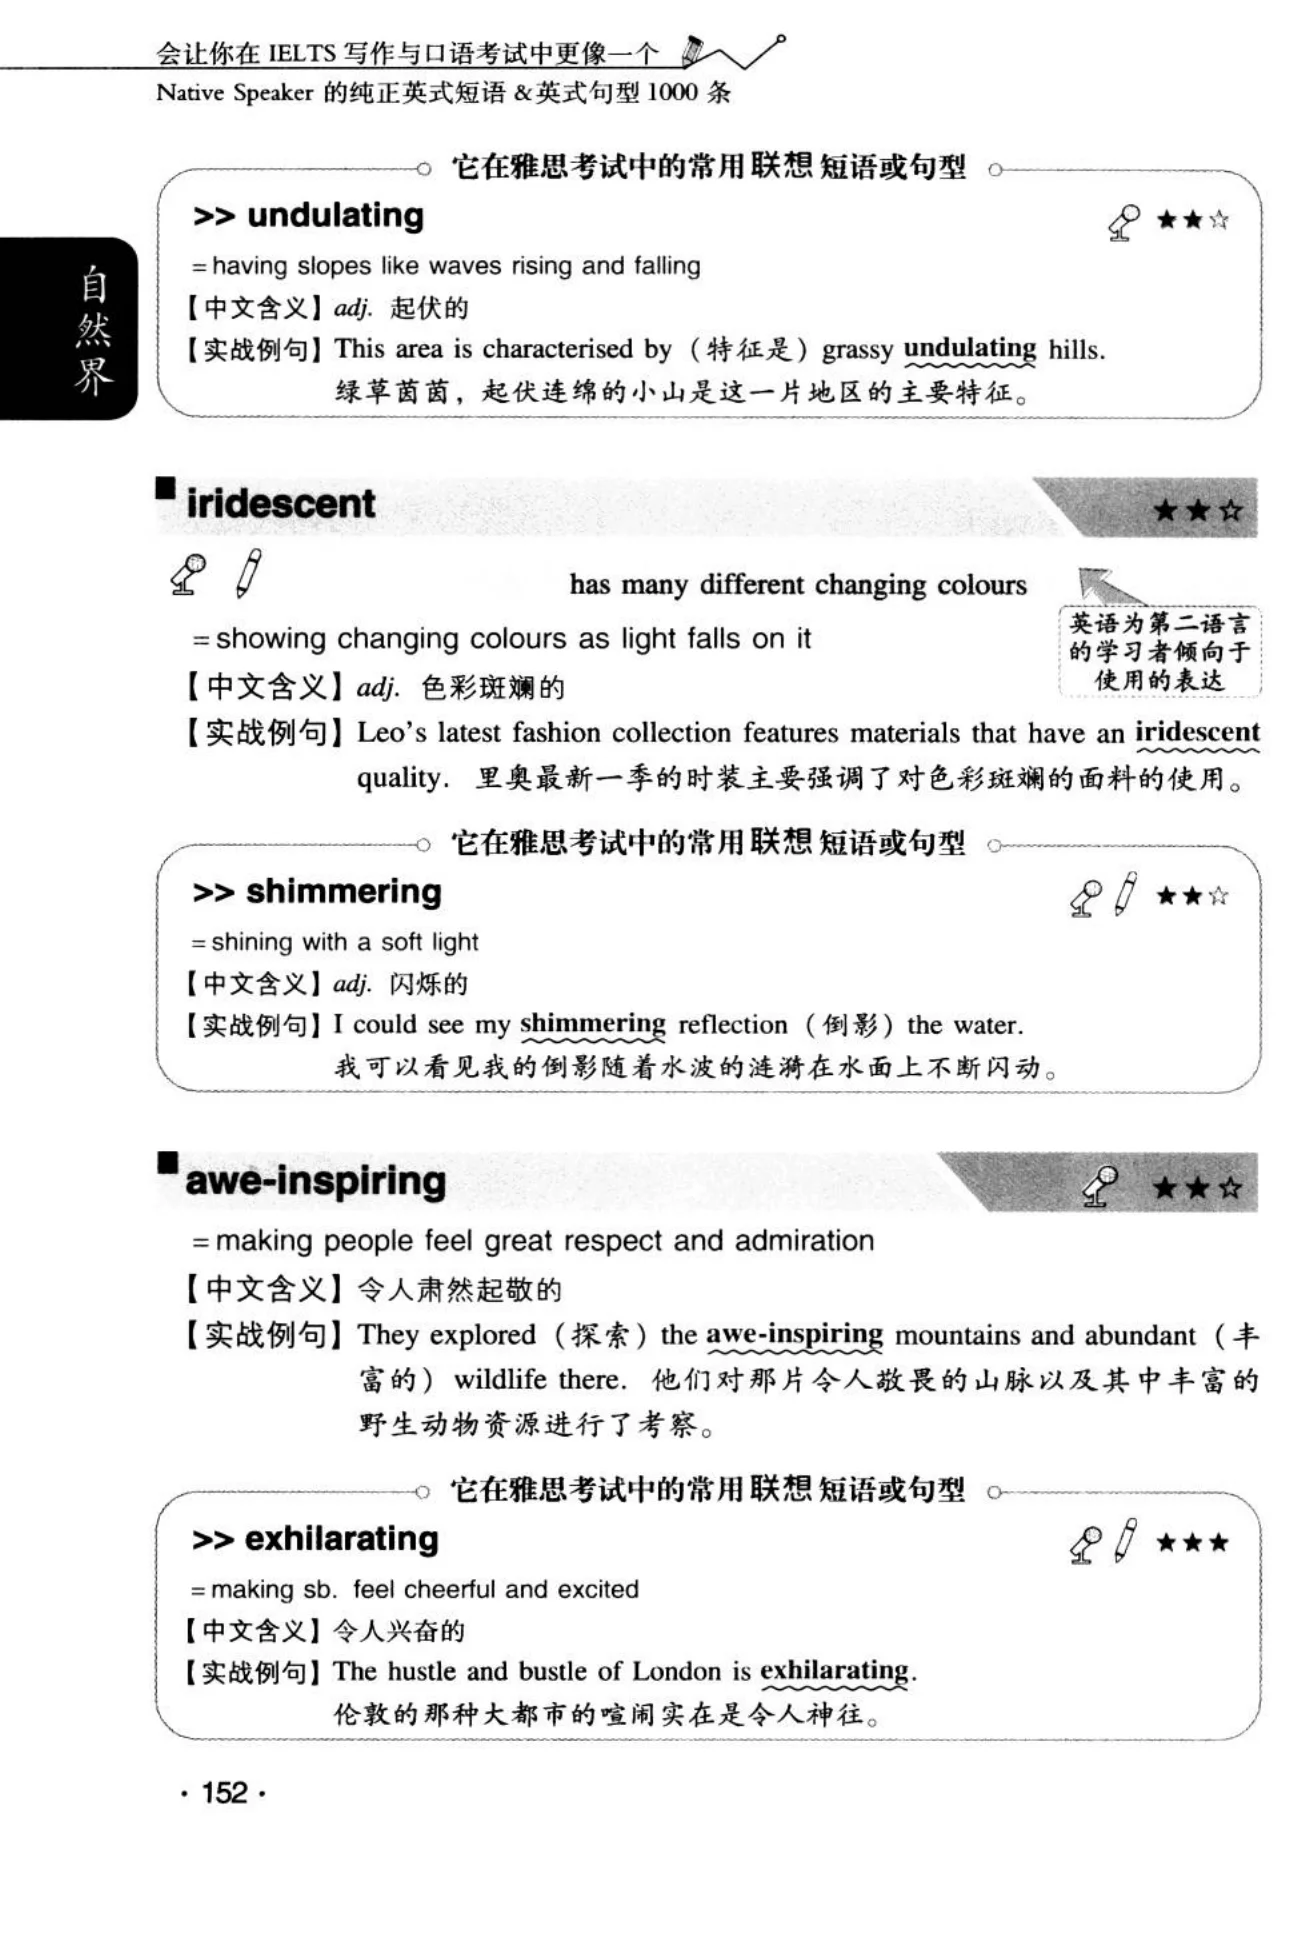 会让你在 IELTS 写作与口语考试中更像一个
Native Speaker 的纯正英式短语 &英式句型 1000 条
自然界
它在雅思考试中的常用联想短语或句型
>> undulating ★★☆
=having slopes like waves rising and falling
【中文含义】adj. 起伏的
【实战例句】This area is characterised by（特征是）grassy undulating hills.
绿草茵茵，起伏连绵的小山是这一片地区的主要特征。
iridescent ★★☆
has many different changing colours
英语为第二语言
的学习者倾向于
使用的表达
=showing changing colours as light falls on it
【中文含义】adj. 色彩斑斓的
【实战例句】Leo's latest fashion collection features materials that have an iridescent
quality. 里奥最新一季的时装主要强调了对色彩斑斓的面料的使用。
它在雅思考试中的常用联想短语或句型
>> shimmering ★★☆
=shining with a soft light
【中文含义】adj. 闪烁的
【实战例句】I could see my shimmering reflection（倒影）the water.
我可以看见我的倒影随着水波的涟漪在水面上不断闪动。
awe-inspiring ★★☆
=making people feel great respect and admiration
【中文含义】令人肃然起敬的
【实战例句】They explored（探索）the awe-inspiring mountains and abundant（丰
富的）wildlife there. 他们对那片令人敬畏的山脉以及其中丰富的
野生动物资源进行了考察。
它在雅思考试中的常用联想短语或句型
>> exhilarating ★★★
=making sb. feel cheerful and excited
【中文含义】令人兴奋的
【实战例句】The hustle and bustle of London is exhilarating.
伦敦的那种大都市的喧闹实在是令人神往。
·152·